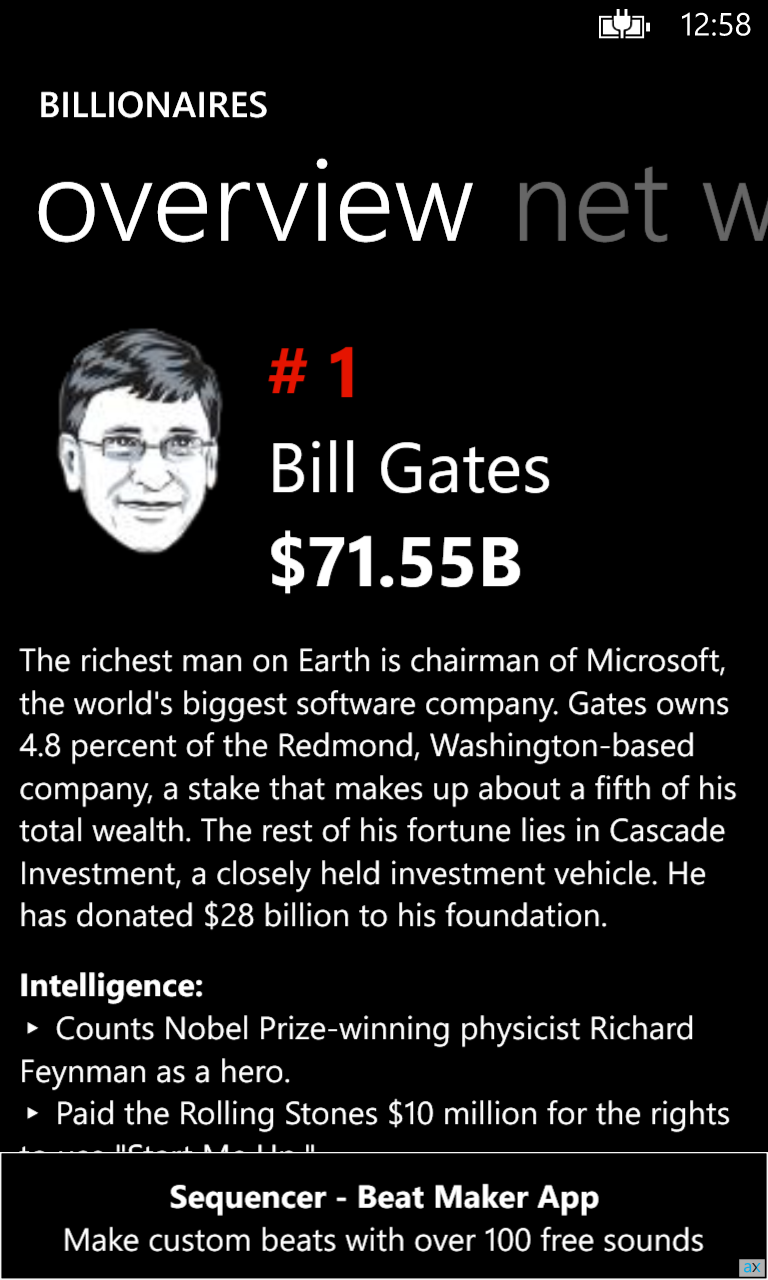 12:58
BILLIONAIRES
overview net w
# 1
Bill Gates
$71.55B
The richest man on Earth is chairman of Microsoft,
the world's biggest software company. Gates owns
4.8 percent of the Redmond, Washington-based
company, a stake that makes up about a fifth of his
total wealth. The rest of his fortune lies in Cascade
Investment, a closely held investment vehicle. He
has donated $28 billion to his foundation.
Intelligence:
‣ Counts Nobel Prize-winning physicist Richard
Feynman as a hero.
‣ Paid the Rolling Stones $10 million for the rights
to use "Start Me Up."
Sequencer - Beat Maker App
Make custom beats with over 100 free sounds
ax